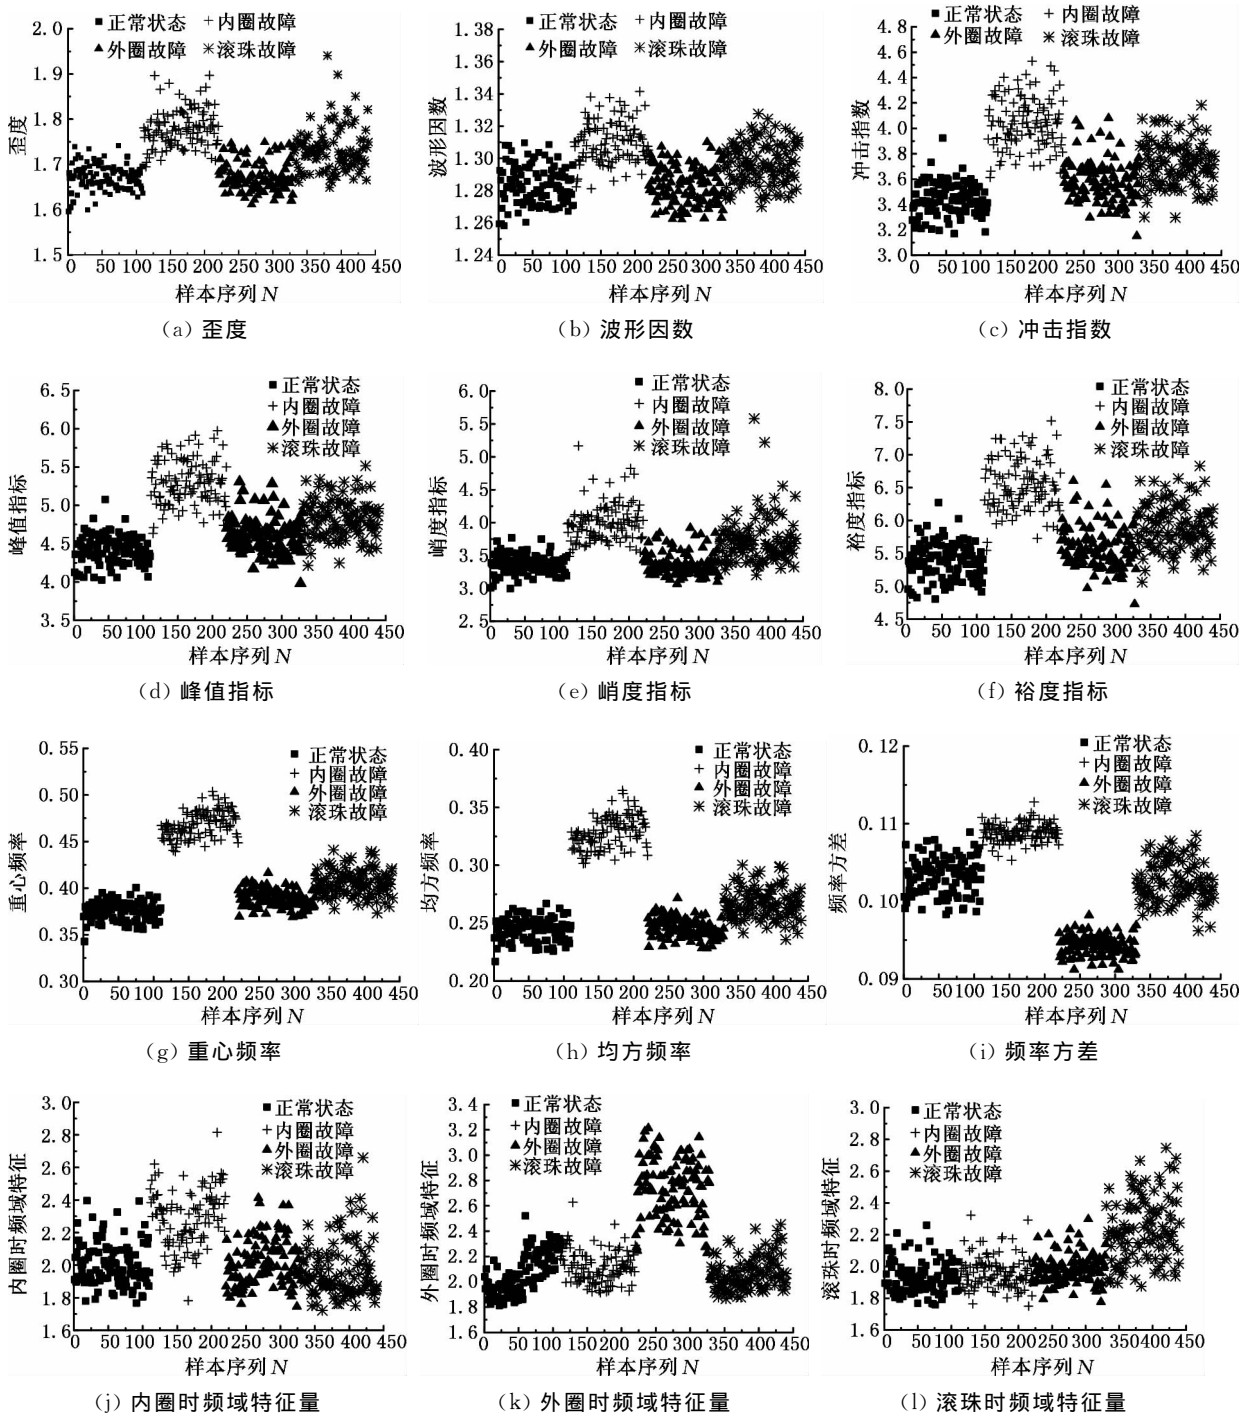 ■正常状态 +内圈故障
▲外圈故障 *滚珠故障
2.0
1.9
1.8
1.7
1.6
1.5
歪度
0 50 100 150 200 250 300 350 400 450
样本序列 N
(a) 歪度
■正常状态 +内圈故障
▲外圈故障 *滚珠故障
1.38
1.36
1.34
1.32
1.30
1.28
1.26
1.24
波形因数
0 50 100 150 200 250 300 350 400 450
样本序列 N
(b) 波形因数
■正常状态 +内圈故障
▲外圈故障 *滚珠故障
4.8
4.6
4.4
4.2
4.0
3.8
3.6
3.4
3.2
3.0
冲击指数
0 50 100 150 200 250 300 350 400 450
样本序列 N
(c) 冲击指数
■正常状态
+内圈故障
▲外圈故障
*滚珠故障
6.5
6.0
5.5
5.0
4.5
4.0
3.5
峰值指标
0 50 100 150 200 250 300 350 400 450
样本序列 N
(d) 峰值指标
■正常状态
+内圈故障
▲外圈故障
*滚珠故障
6.0
5.5
5.0
4.5
4.0
3.5
3.0
2.5
峭度指标
0 50 100 150 200 250 300 350 400 450
样本序列 N
(e) 峭度指标
■正常状态
+内圈故障
▲外圈故障
*滚珠故障
8.0
7.5
7.0
6.5
6.0
5.5
5.0
4.5
裕度指标
0 50 100 150 200 250 300 350 400 450
样本序列 N
(f) 裕度指标
■正常状态
+内圈故障
▲外圈故障
*滚珠故障
0.55
0.50
0.45
0.40
0.35
0.30
重心频率
0 50 100 150 200 250 300 350 400 450
样本序列 N
(g) 重心频率
■正常状态
+内圈故障
▲外圈故障
*滚珠故障
0.40
0.35
0.30
0.25
0.20
均方频率
0 50 100 150 200 250 300 350 400 450
样本序列 N
(h) 均方频率
■正常状态
+内圈故障
▲外圈故障
*滚珠故障
0.12
0.11
0.10
0.09
频率方差
0 50 100 150 200 250 300 350 400 450
样本序列 N
(i) 频率方差
■正常状态
+内圈故障
▲外圈故障
*滚珠故障
3.0
2.8
2.6
2.4
2.2
2.0
1.8
1.6
内圈时频域特征
0 50 100 150 200 250 300 350 400 450
样本序列 N
(j) 内圈时频域特征量
■正常状态
+内圈故障
▲外圈故障
*滚珠故障
3.4
3.2
3.0
2.8
2.6
2.4
2.2
2.0
1.8
1.6
外圈时频域特征
0 50 100 150 200 250 300 350 400 450
样本序列 N
(k) 外圈时频域特征量
■正常状态
+内圈故障
▲外圈故障
*滚珠故障
3.0
2.8
2.6
2.4
2.2
2.0
1.8
1.6
滚珠时频域特征
0 50 100 150 200 250 300 350 400 450
样本序列 N
(l) 滚珠时频域特征量